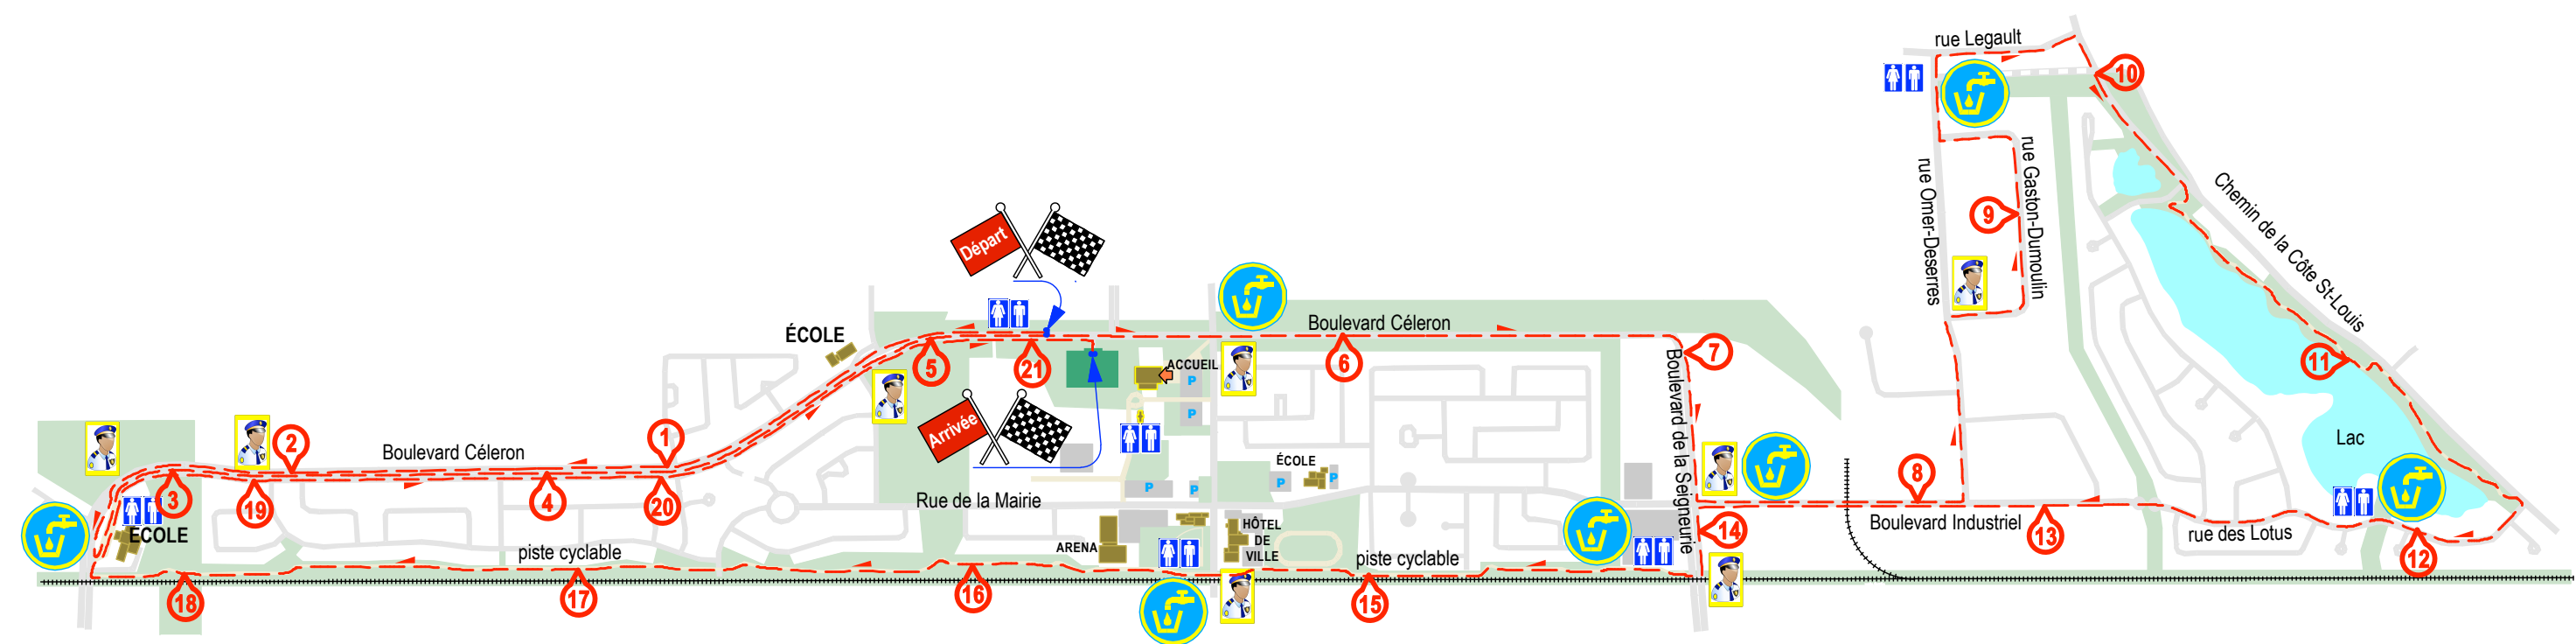 rue Legault
10
rue Omer-Deserres
rue Gaston-Dumoulin
9
Chemin de la Côte St-Louis
Départ
ÉCOLE
Boulevard Céleron
5
21
6
7
11
ACCUEIL
P
P
Arrivée
Boulevard de la Seigneurie
1
2
Boulevard Céleron
Lac
3
19
4
20
ÉCOLE
P
P
P
P
8
Rue de la Mairie
ÉCOLE
Boulevard Industriel
13
14
rue des Lotus
12
ARENA
HÔTEL
DE
VILLE
piste cyclable
piste cyclable
18
17
16
15